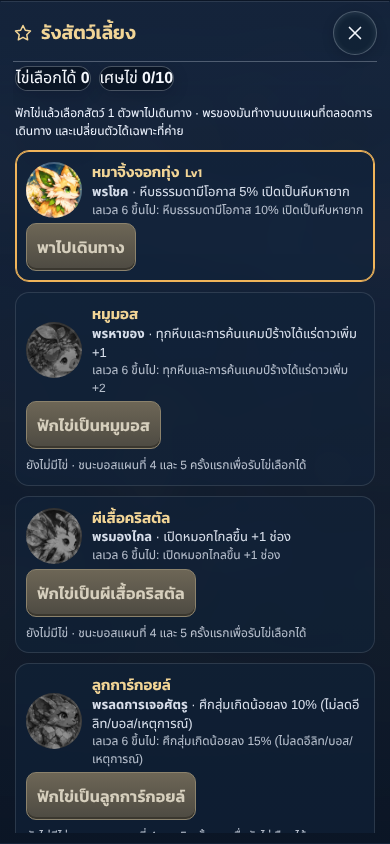 รังสัตว์เลี้ยง
ไข่เลือกได้ 0 เศษไข่ 0/10
ฟักไข่แล้วเลือกสัตว์ 1 ตัวพาไปเดินทาง · พรของมันทำงานบนแผนที่ตลอดการ
เดินทาง และเปลี่ยนตัวได้เฉพาะที่ค่าย
หมาจิ้งจอกทุ่ง Lv1
พรโชค · หีบธรรมดามีโอกาส 5% เปิดเป็นหีบหายาก
เลเวล 6 ขึ้นไป: หีบธรรมดามีโอกาส 10% เปิดเป็นหีบหายาก
พาไปเดินทาง
หมูมอส
พรหาของ · ทุกหีบและการค้นแคมป์ร้างได้แร่ดาวเพิ่ม
+1
เลเวล 6 ขึ้นไป: ทุกหีบและการค้นแคมป์ร้างได้แร่ดาวเพิ่ม
+2
ฟักไข่เป็นหมูมอส
ยังไม่มีไข่ · ชนะบอสแผนที่ 4 และ 5 ครั้งแรกเพื่อรับไข่เลือกได้
ผีเสื้อคริสตัล
พรมองไกล · เปิดหมอกไกลขึ้น +1 ช่อง
เลเวล 6 ขึ้นไป: เปิดหมอกไกลขึ้น +1 ช่อง
ฟักไข่เป็นผีเสื้อคริสตัล
ยังไม่มีไข่ · ชนะบอสแผนที่ 4 และ 5 ครั้งแรกเพื่อรับไข่เลือกได้
ลูกการ์กอยล์
พรลดการเจอศัตรู · ศึกสุ่มเกิดน้อยลง 10% (ไม่ลดอี
ลิท/บอส/เหตุการณ์)
เลเวล 6 ขึ้นไป: ศึกสุ่มเกิดน้อยลง 15% (ไม่ลดอีลิท/บอส/
เหตุการณ์)
ฟักไข่เป็นลูกการ์กอยล์